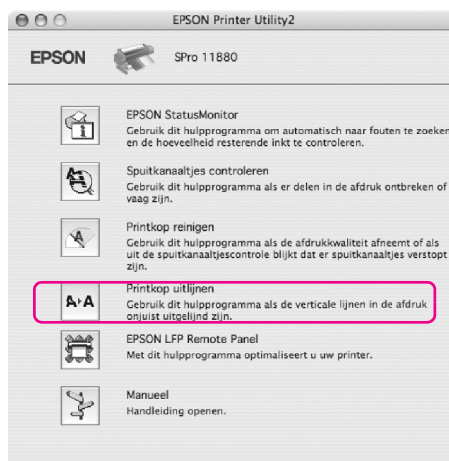 EPSON Printer Utility2
EPSON
SPro 11880
EPSON StatusMonitor
Gebruik dit hulpprogramma om automatisch naar fouten te zoeken
en de hoeveelheid resterende inkt te controleren.
Spuitkanaaltjes controleren
Gebruik dit hulpprogramma als er delen in de afdruk ontbreken of
vaag zijn.
Printkop reinigen
Gebruik dit hulpprogramma als de afdrukkwaliteit afneemt of als
uit de spuitkanaaltjescontrole blijkt dat er spuitkanaaltjes verstopt
zijn.
Printkop uitlijnen
Gebruik dit hulpprogramma als de verticale lijnen in de afdruk
onjuist uitgelijnd zijn.
EPSON LFP Remote Panel
Met dit hulpprogramma optimaliseert u uw printer.
Manueel
Handleiding openen.